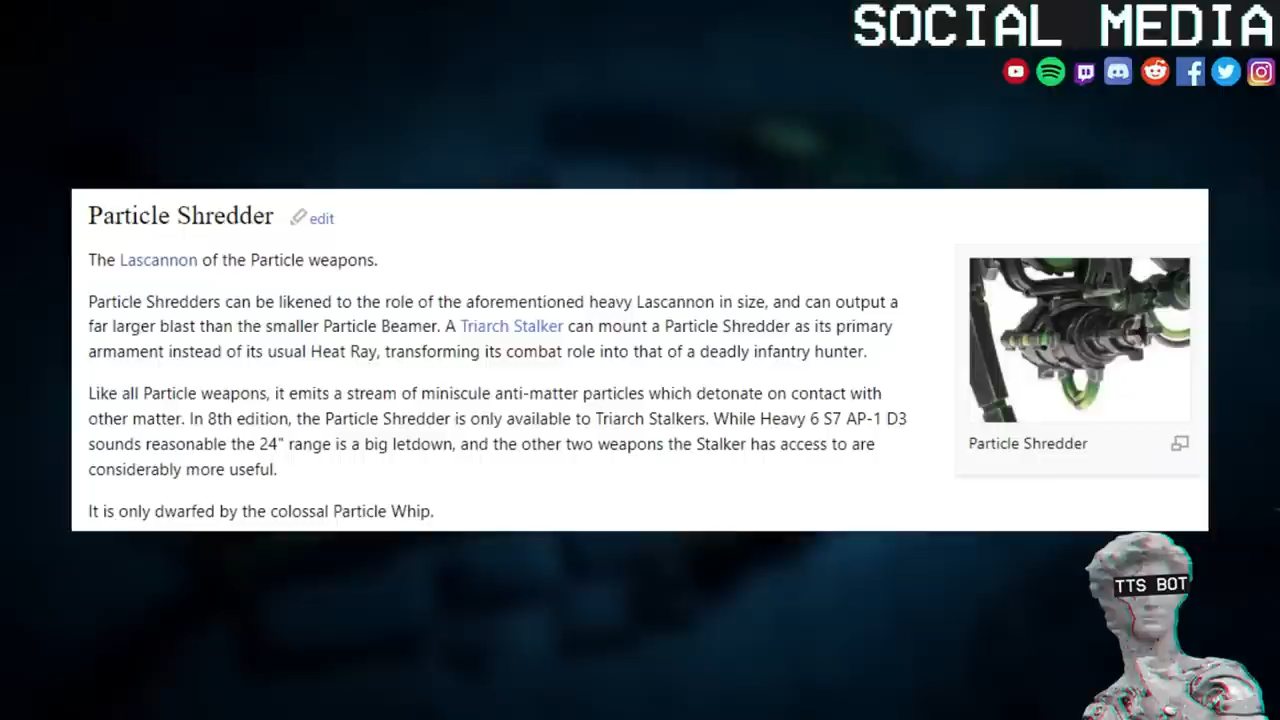 SOCIAL MEDIA
Particle Shredder edit
The Lascannon of the Particle weapons.
Particle Shredders can be likened to the role of the aforementioned heavy Lascannon in size, and can output a
far larger blast than the smaller Particle Beamer. A Triarch Stalker can mount a Particle Shredder as its primary
armament instead of its usual Heat Ray, transforming its combat role into that of a deadly infantry hunter.
Like all Particle weapons, it emits a stream of miniscule anti-matter particles which detonate on contact with
other matter. In 8th edition, the Particle Shredder is only available to Triarch Stalkers. While Heavy 6 S7 AP-1 D3
sounds reasonable the 24" range is a big letdown, and the other two weapons the Stalker has access to are
considerably more useful.
It is only dwarfed by the colossal Particle Whip.
Particle Shredder
TTS BOT